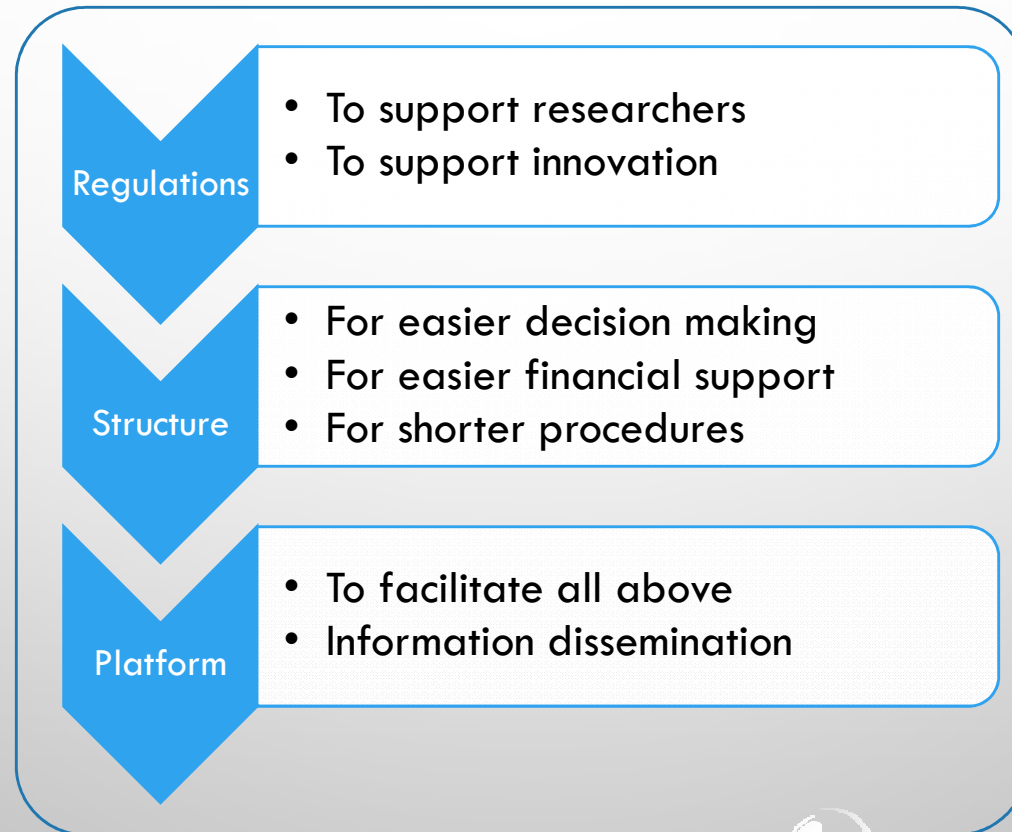 Regulations
• To support researchers
• To support innovation
Structure
• For easier decision making
• For easier financial support
• For shorter procedures
Platform
• To facilitate all above
• Information dissemination